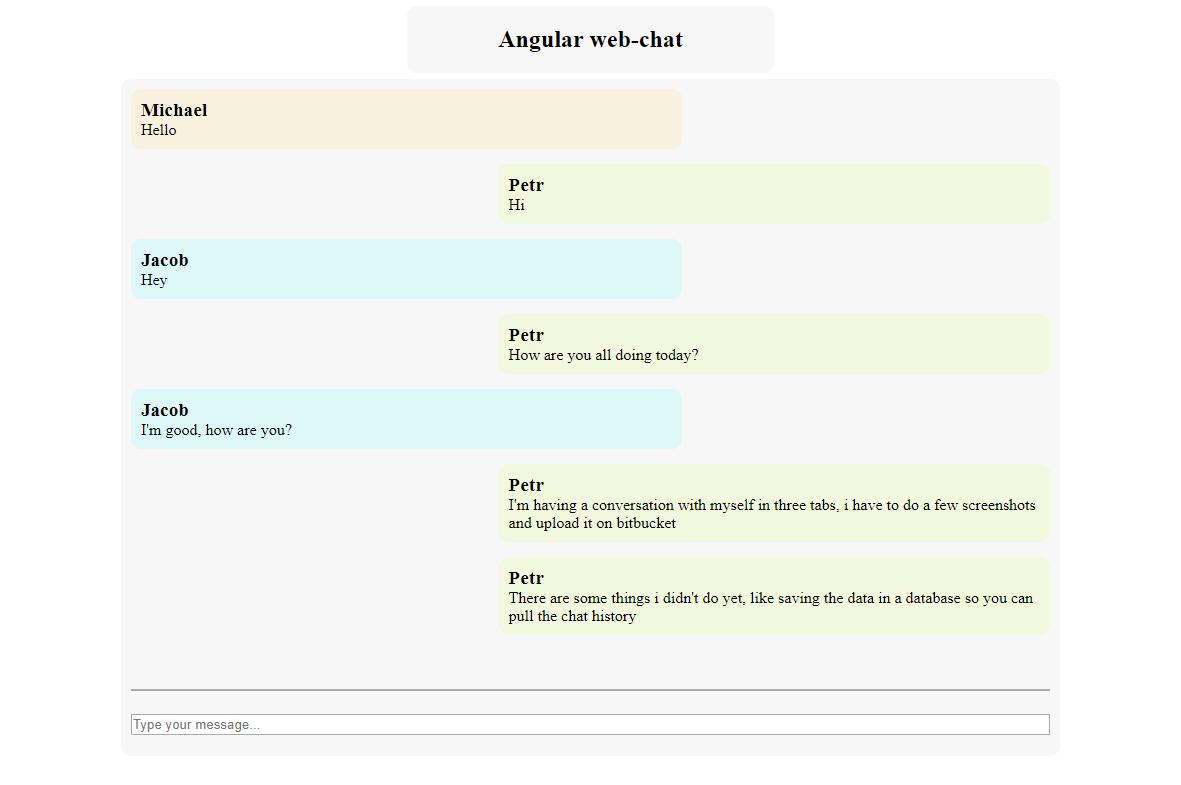 Angular web-chat
Michael
Hello
Petr
Hi
Jacob
Hey
Petr
How are you all doing today?
Jacob
I'm good, how are you?
Petr
I'm having a conversation with myself in three tabs, i have to do a few screenshots
and upload it on bitbucket
Petr
There are some things i didn't do yet, like saving the data in a database so you can
pull the chat history
Type your message...